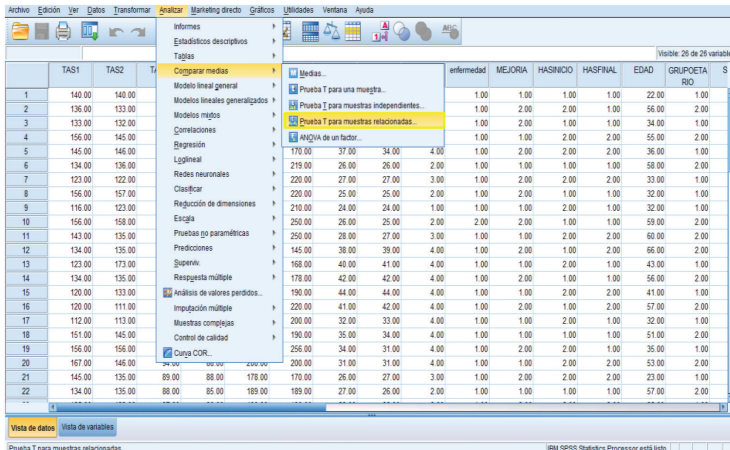 Archivo Edición Ver Datos Transformar Analizar Marketing directo Gráficos Utilidades Ventana Ayuda
Visible: 26 de 26 variable
TAS1 TAS2 enfermedad MEJORIA HASINICIO HASFINAL EDAD GRUPOETARIO S
Informes
Estadísticos descriptivos
Tablas
Comparar medias
Modelo lineal general
Modelos lineales generalizados
Modelos mixtos
Correlaciones
Regresión
Loglineal
Redes neuronales
Clasificar
Reducción de dimensiones
Escala
Pruebas no paramétricas
Predicciones
Superviv.
Respuesta múltiple
Análisis de valores perdidos...
Imputación múltiple
Muestras complejas
Control de calidad
Curva COR...
Medias...
Prueba T para una muestra...
Prueba T para muestras independientes...
Prueba T para muestras relacionadas...
ANOVA de un factor...
1 140.00 140.00 1.00 1.00 1.00 1.00 22.00 1.00
2 136.00 133.00 2.00 1.00 2.00 2.00 56.00 2.00
3 133.00 132.00 1.00 1.00 2.00 2.00 34.00 1.00
4 156.00 145.00 2.00 1.00 2.00 2.00 55.00 2.00
5 145.00 146.00 170.00 37.00 34.00 4.00 1.00 1.00 2.00 2.00 36.00 1.00
6 134.00 136.00 219.00 26.00 26.00 2.00 1.00 1.00 1.00 1.00 58.00 2.00
7 123.00 122.00 220.00 27.00 27.00 3.00 1.00 2.00 1.00 2.00 33.00 1.00
8 156.00 157.00 220.00 25.00 25.00 2.00 1.00 2.00 1.00 1.00 32.00 1.00
9 116.00 123.00 210.00 24.00 24.00 1.00 1.00 2.00 1.00 1.00 32.00 1.00
10 156.00 158.00 250.00 26.00 25.00 2.00 2.00 2.00 1.00 1.00 59.00 2.00
11 143.00 135.00 250.00 28.00 27.00 3.00 1.00 1.00 2.00 2.00 60.00 2.00
12 134.00 135.00 145.00 38.00 39.00 4.00 1.00 1.00 2.00 2.00 66.00 2.00
13 123.00 173.00 168.00 40.00 41.00 4.00 1.00 1.00 2.00 1.00 43.00 1.00
14 134.00 135.00 178.00 42.00 42.00 4.00 1.00 1.00 1.00 2.00 56.00 2.00
15 120.00 133.00 190.00 44.00 44.00 4.00 1.00 1.00 1.00 2.00 41.00 1.00
16 120.00 111.00 220.00 41.00 42.00 4.00 1.00 1.00 2.00 2.00 57.00 2.00
17 112.00 113.00 200.00 32.00 33.00 4.00 1.00 1.00 2.00 1.00 32.00 1.00
18 151.00 145.00 190.00 35.00 34.00 4.00 1.00 1.00 2.00 1.00 51.00 2.00
19 156.00 156.00 256.00 34.00 31.00 4.00 1.00 1.00 2.00 1.00 35.00 1.00
20 167.00 146.00 200.00 31.00 31.00 4.00 1.00 1.00 2.00 2.00 53.00 2.00
21 145.00 135.00 89.00 88.00 178.00 170.00 26.00 27.00 3.00 1.00 1.00 2.00 2.00 23.00 1.00
22 134.00 135.00 88.00 85.00 189.00 189.00 27.00 26.00 2.00 1.00 1.00 1.00 1.00 57.00 2.00
Vista de datos Vista de variables
Prueba T para muestras relacionadas... IBM SPSS Statistics Processor está listo